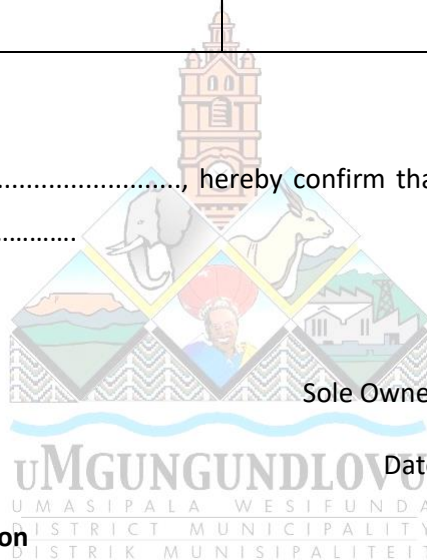 .........................., hereby confirm tha
............
Sole Owne
UMGUNGUNDLOVU
Dat
UMASIPALA WESIFUNDA
DISTRICT MUNICIPALITY
on
DISTRIK MUNISIPALITEIT